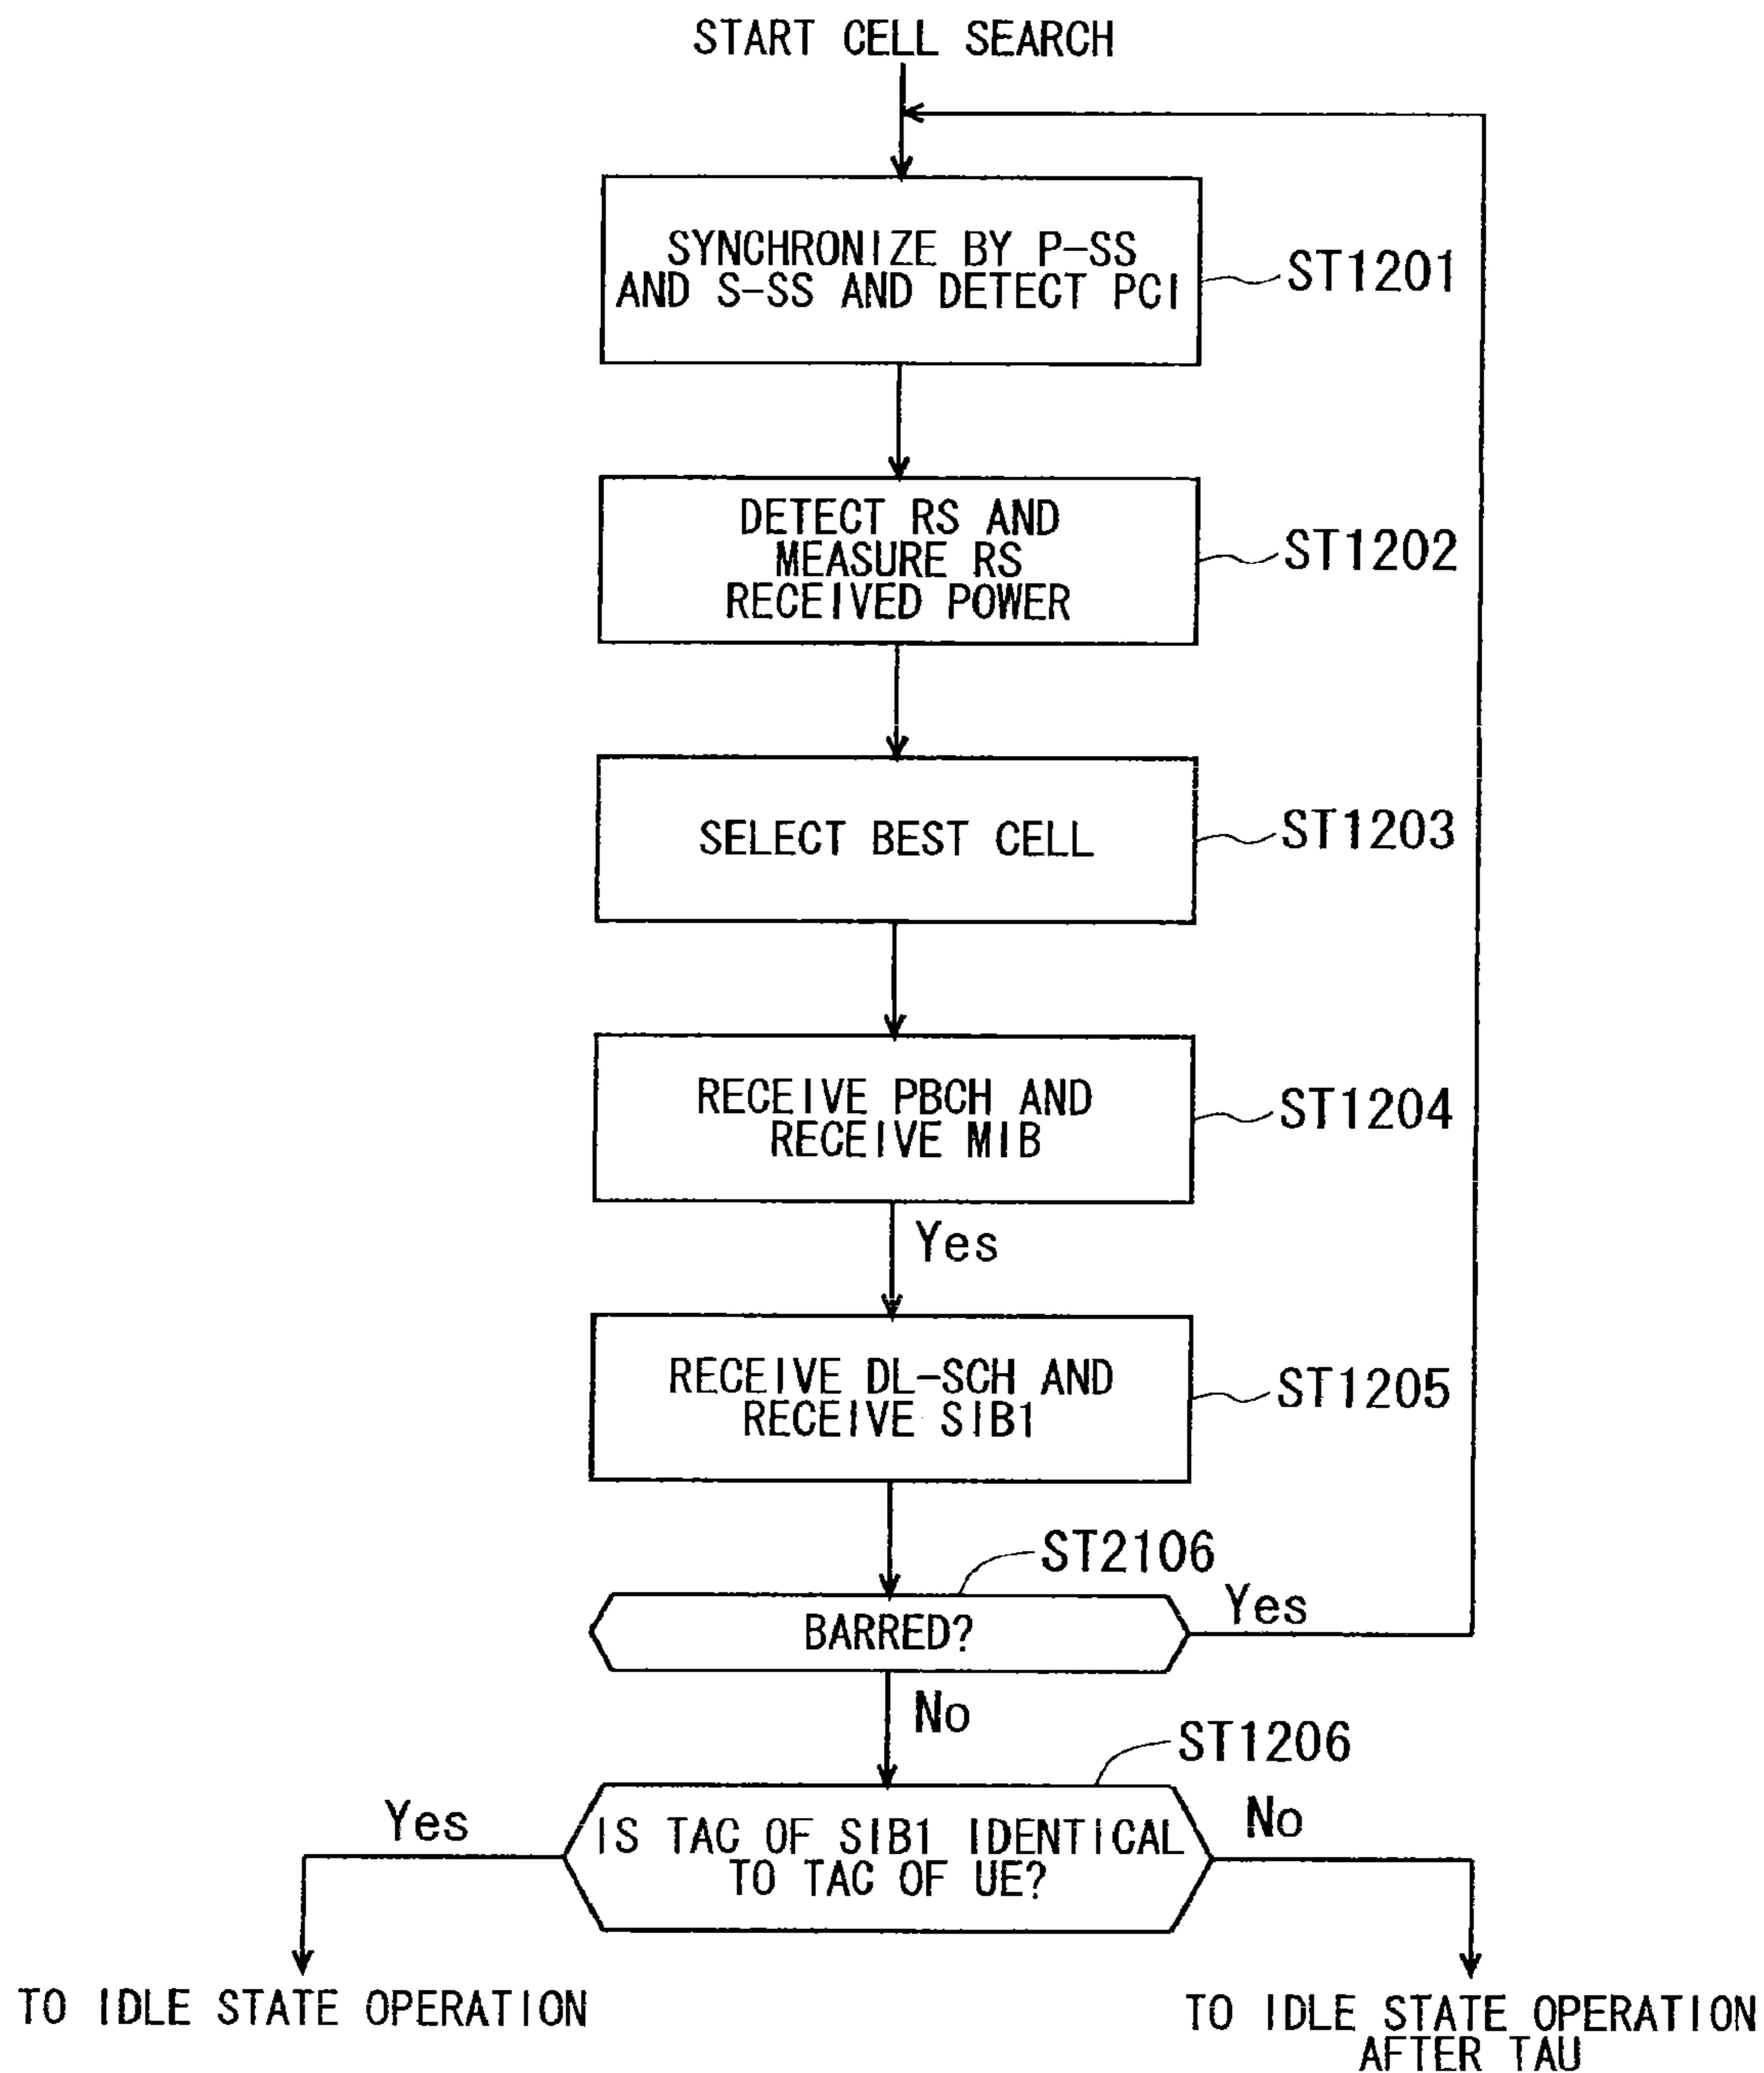 START CELL SEARCH
SYNCHRONIZE BY P-SS
AND S-SS AND DETECT PCI
ST1201
DETECT RS AND
MEASURE RS
RECEIVED POWER
ST1202
SELECT BEST CELL
ST1203
RECEIVE PBCH AND
RECEIVE MIB
ST1204
Yes
RECEIVE DL-SCH AND
RECEIVE SIB1
ST1205
ST2106
BARRED?
Yes
No
ST1206
Yes
IS TAC OF SIB1 IDENTICAL
TO TAC OF UE?
No
TO IDLE STATE OPERATION
TO IDLE STATE OPERATION
AFTER TAU